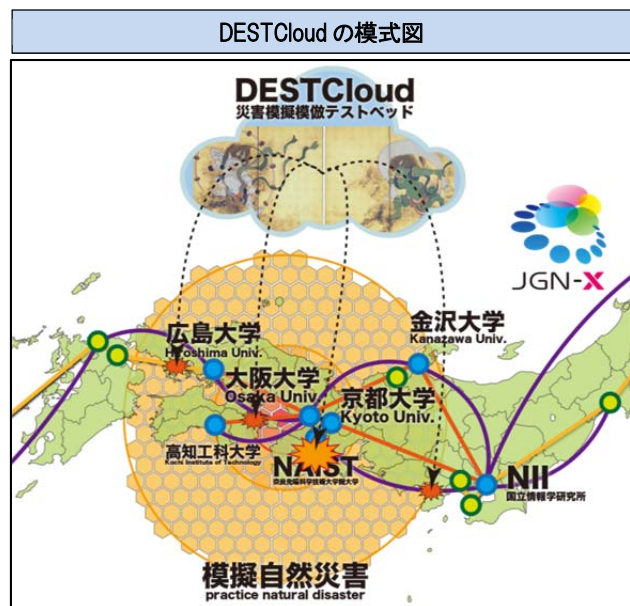 DESTCloud の模式図
DESTCloud
災害模擬模倣テストベッド
JGN-X
金沢大学
Kanazawa Univ.
広島大学
Hiroshima Univ.
大阪大学
Osaka Univ.
京都大学
Kyoto Univ.
高知工科大学
Kochi Institute of Technology
NAIST
奈良先端科学技術大学院大学
NII
国立情報学研究所
模擬自然災害
practice natural disaster